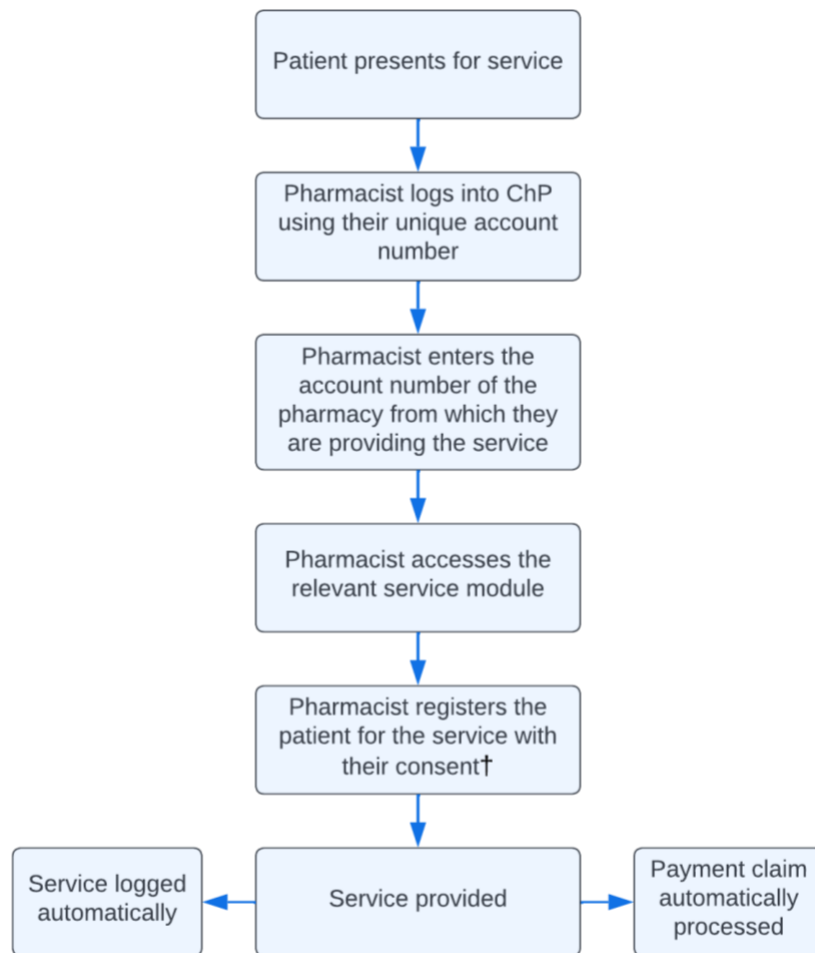 Patient presents for service
Pharmacist logs into ChP
using their unique account
number
Pharmacist enters the
account number of the
pharmacy from which they
are providing the service
Pharmacist accesses the
relevant service module
Pharmacist registers the
patient for the service with
their consent†
Service logged
automatically
Service provided
Payment claim
automatically
processed